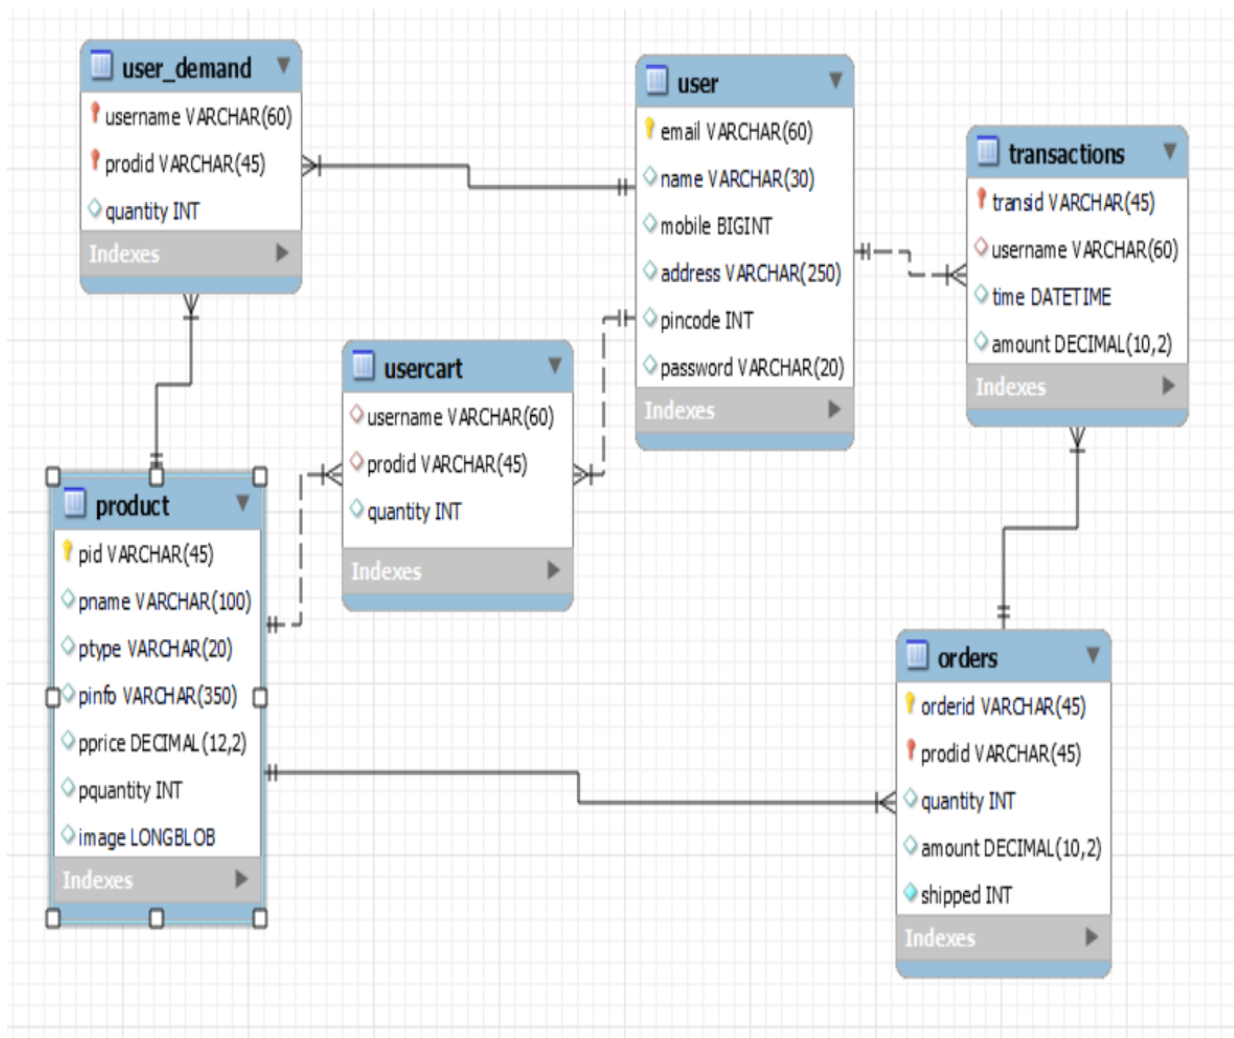 user_demand
username VARCHAR(60)
prodid VARCHAR(45)
quantity INT
Indexes
user
email VARCHAR(60)
name VARCHAR(30)
mobile BIGINT
address VARCHAR(250)
pincode INT
password VARCHAR(20)
Indexes
transactions
transid VARCHAR(45)
username VARCHAR(60)
time DATETIME
amount DECIMAL(10,2)
Indexes
usercart
username VARCHAR(60)
prodid VARCHAR(45)
quantity INT
Indexes
product
pid VARCHAR(45)
pname VARCHAR(100)
ptype VARCHAR(20)
pinfo VARCHAR(350)
pprice DECIMAL(12,2)
pquantity INT
image LONGBLOB
Indexes
orders
orderid VARCHAR(45)
prodid VARCHAR(45)
quantity INT
amount DECIMAL(10,2)
shipped INT
Indexes